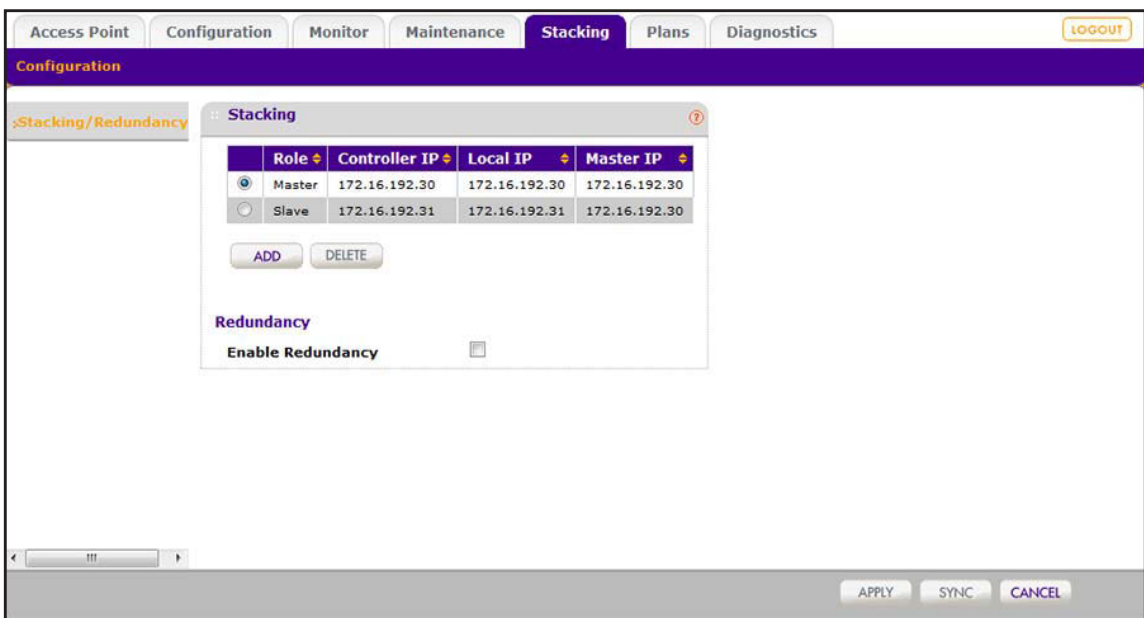 Access Point Configuration Monitor Maintenance Stacking Plans Diagnostics LOGOUT
Configuration
Stacking/Redundancy
Stacking ?
Role Controller IP Local IP Master IP
Master 172.16.192.30 172.16.192.30 172.16.192.30
Slave 172.16.192.31 172.16.192.31 172.16.192.30
ADD DELETE
Redundancy
Enable Redundancy
APPLY SYNC CANCEL